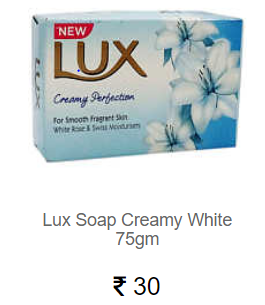 NEW
LUX
Creamy Perfection
For Smooth Fragrant Skin
White Rose & Swiss Moisturisers
Lux Soap Creamy White
75gm
₹ 30